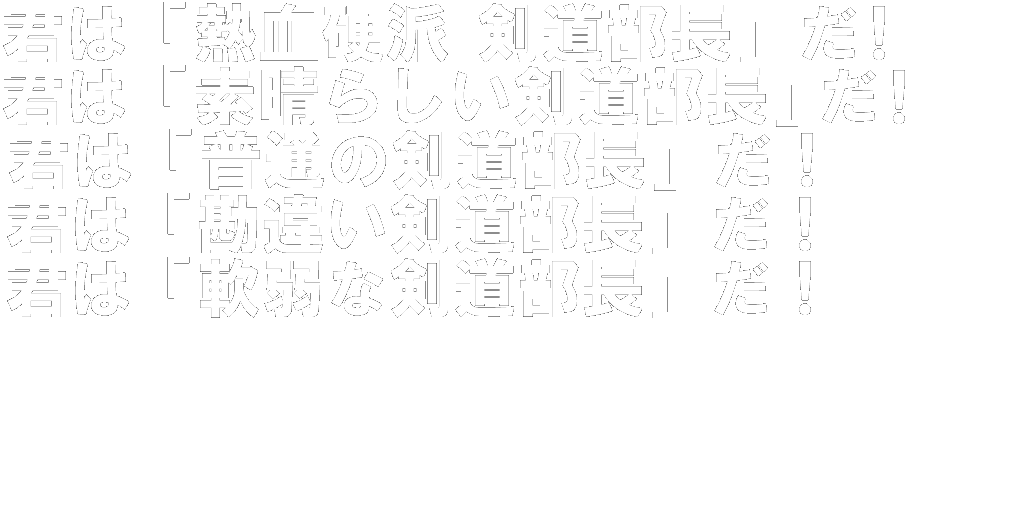 君は「熱血硬派 剣道部長」だ!
君は「素晴らしい剣道部長」だ!
君は「普通の剣道部長」だ!
君は「勘違い剣道部長」だ!
君は「軟弱な剣道部長」だ!